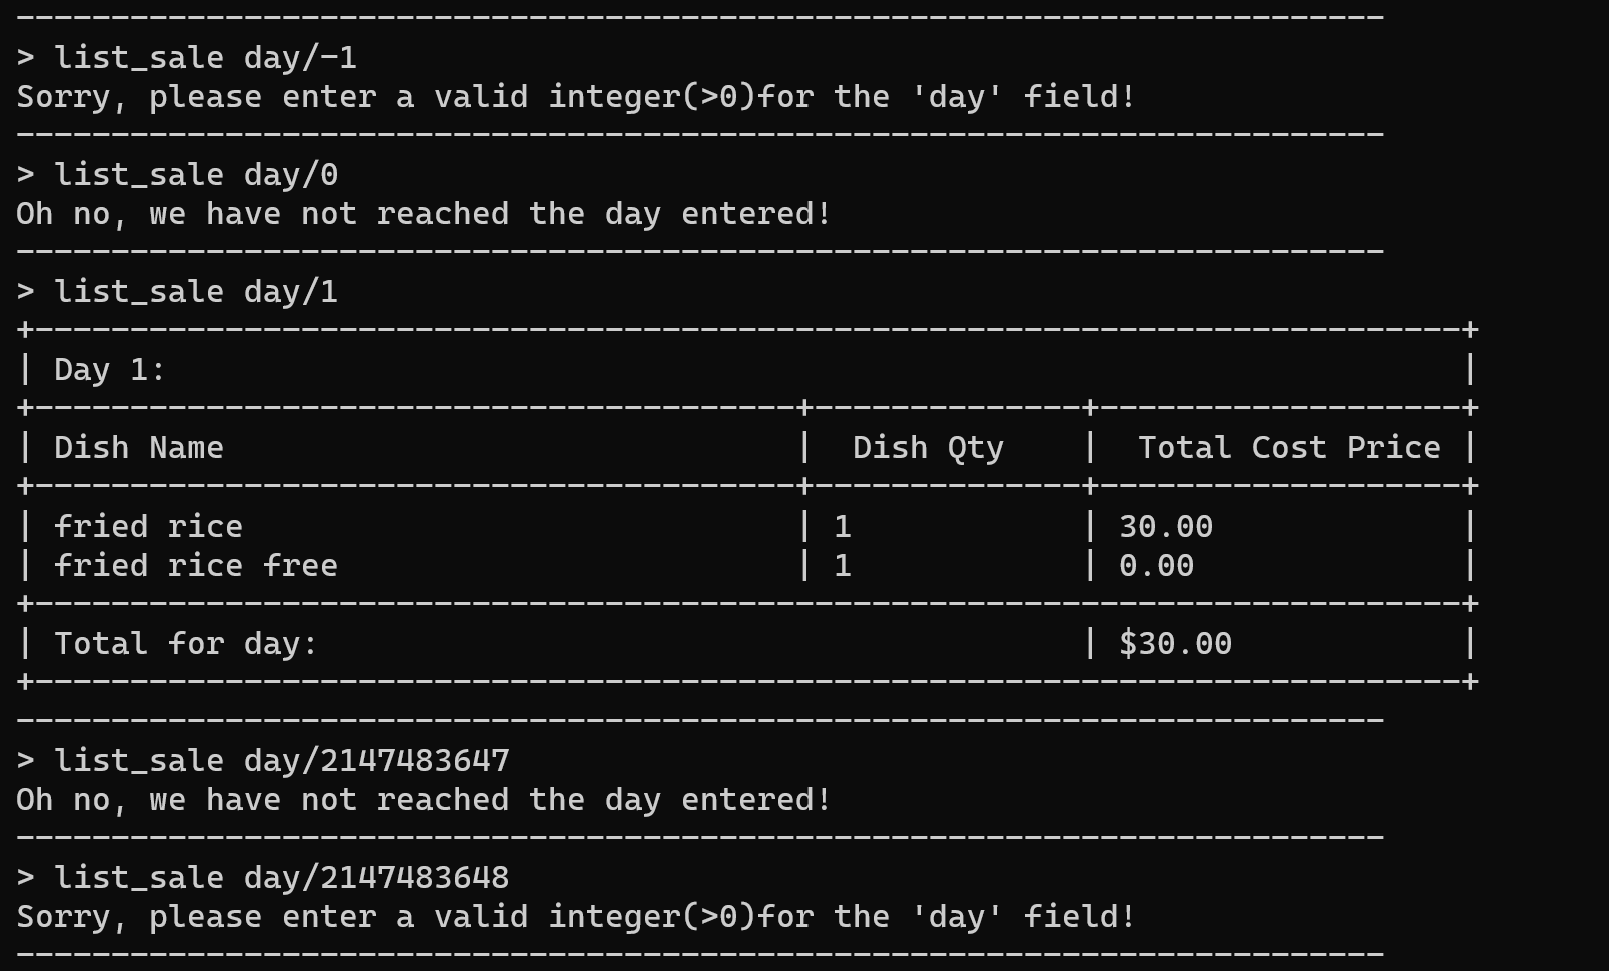 ------------------------------------------------------------------------
> list_sale day/-1
Sorry, please enter a valid integer(>0)for the 'day' field!
------------------------------------------------------------------------
> list_sale day/0
Oh no, we have not reached the day entered!
------------------------------------------------------------------------
> list_sale day/1
+---------------------------------------------------------------------------+
| Day 1:                                                                    |
+----------------------------------------+--------------+-------------------+
| Dish Name                              |  Dish Qty    |  Total Cost Price |
+----------------------------------------+--------------+-------------------+
| fried rice                             | 1            | 30.00             |
| fried rice free                        | 1            | 0.00              |
+---------------------------------------------------------------------------+
| Total for day:                                        | $30.00            |
+---------------------------------------------------------------------------+
------------------------------------------------------------------------
> list_sale day/2147483647
Oh no, we have not reached the day entered!
------------------------------------------------------------------------
> list_sale day/2147483648
Sorry, please enter a valid integer(>0)for the 'day' field!
------------------------------------------------------------------------